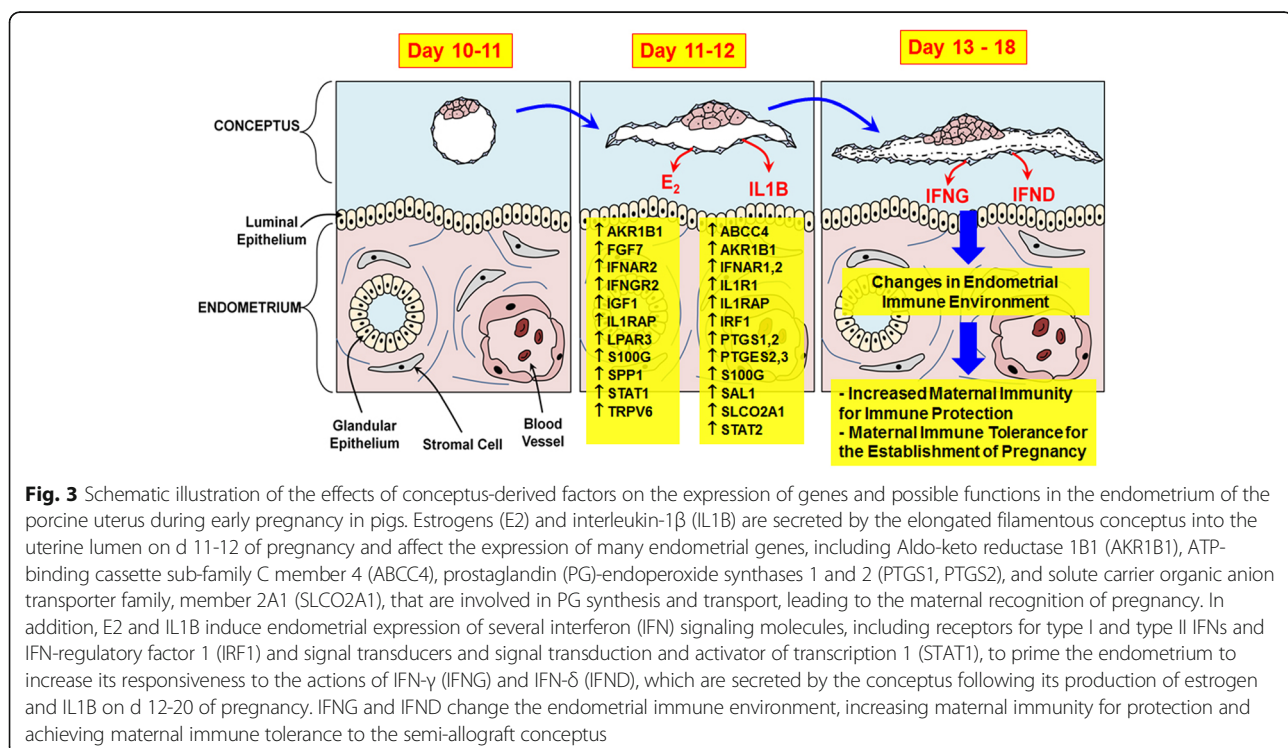 Day 10-11
Day 11-12
Day 13 - 18
CONCEPTUS
E2
IL1B
IFNG
IFND
Luminal
Epithelium
ENDOMETRIUM
↑ AKR1B1
↑ FGF7
↑ IFNAR2
↑ IFNGR2
↑ IGF1
↑ IL1RAP
↑ LPAR3
↑ S100G
↑ SPP1
↑ STAT1
↑ TRPV6
↑ ABCC4
↑ AKR1B1
↑ IFNAR1,2
↑ IL1R1
↑ IL1RAP
↑ IRF1
↑ PTGS1,2
↑ PTGES2,3
↑ S100G
↑ SAL1
↑ SLCO2A1
↑ STAT2
Changes in Endometrial
Immune Environment
- Increased Maternal Immunity
for Immune Protection
- Maternal Immune Tolerance for
the Establishment of Pregnancy
Glandular
Epithelium
Stromal Cell
Blood
Vessel
Fig. 3 Schematic illustration of the effects of conceptus-derived factors on the expression of genes and possible functions in the endometrium of the
porcine uterus during early pregnancy in pigs. Estrogens (E2) and interleukin-1β (IL1B) are secreted by the elongated filamentous conceptus into the
uterine lumen on d 11-12 of pregnancy and affect the expression of many endometrial genes, including Aldo-keto reductase 1B1 (AKR1B1), ATP-
binding cassette sub-family C member 4 (ABCC4), prostaglandin (PG)-endoperoxide synthases 1 and 2 (PTGS1, PTGS2), and solute carrier organic anion
transporter family, member 2A1 (SLCO2A1), that are involved in PG synthesis and transport, leading to the maternal recognition of pregnancy. In
addition, E2 and IL1B induce endometrial expression of several interferon (IFN) signaling molecules, including receptors for type I and type II IFNs and
IFN-regulatory factor 1 (IRF1) and signal transducers and signal transduction and activator of transcription 1 (STAT1), to prime the endometrium to
increase its responsiveness to the actions of IFN-γ (IFNG) and IFN-δ (IFND), which are secreted by the conceptus following its production of estrogen
and IL1B on d 12-20 of pregnancy. IFNG and IFND change the endometrial immune environment, increasing maternal immunity for protection and
achieving maternal immune tolerance to the semi-allograft conceptus